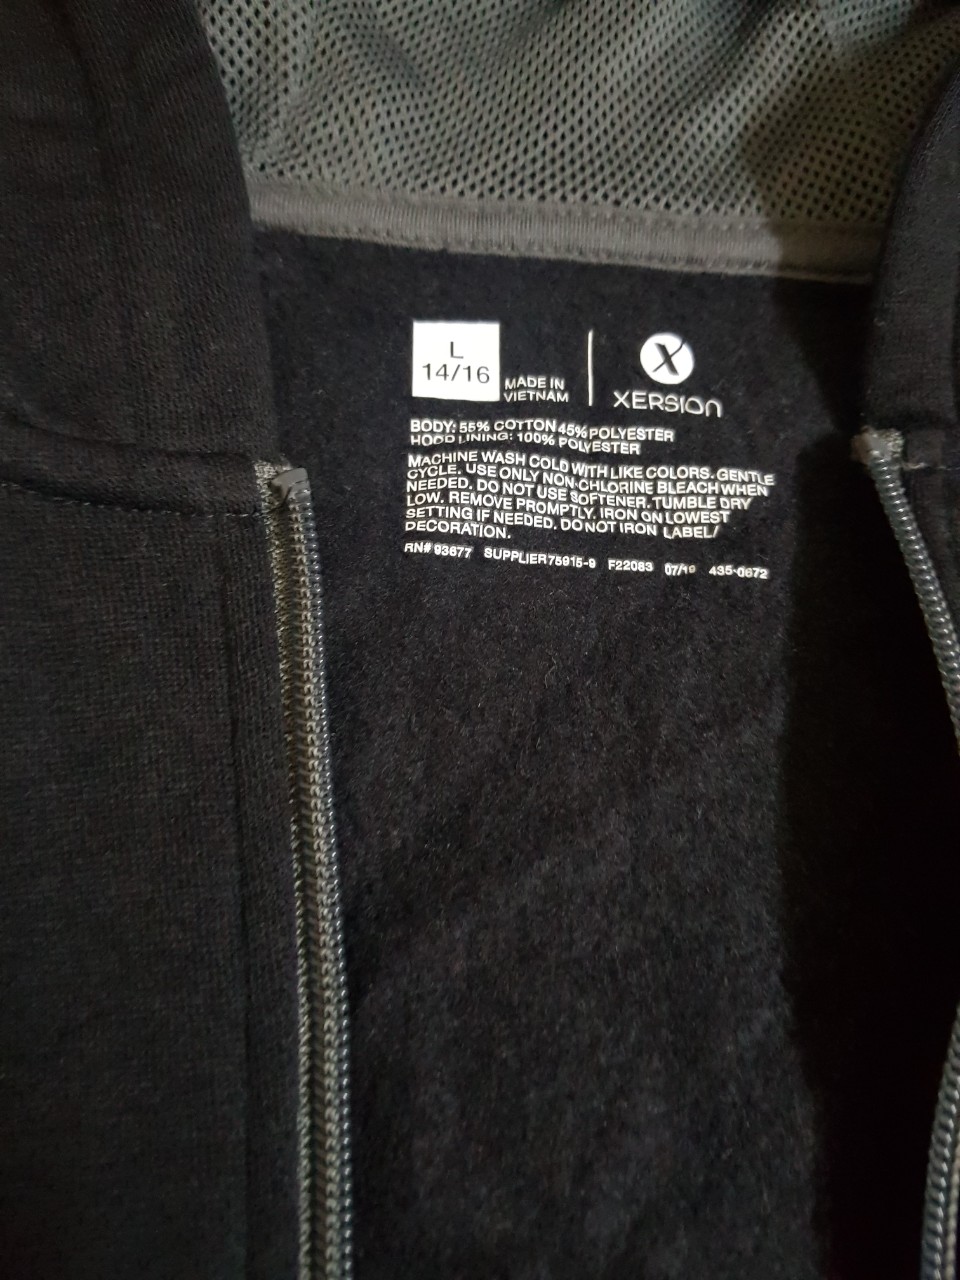 L
14/16
MADE IN
VIETNAM
X
XERSION
BODY: 55% COTTON 45% POLYESTER
HOOD LINING: 100% POLYESTER
MACHINE WASH COLD WITH LIKE COLORS. GENTLE
CYCLE. USE ONLY NON-CHLORINE BLEACH WHEN
NEEDED. DO NOT USE SOFTENER. TUMBLE DRY
LOW. REMOVE PROMPTLY. IRON ON LOWEST
SETTING IF NEEDED. DO NOT IRON LABEL/
DECORATION.
RN# 93677 SUPPLIER 75915-9 F22083 07/19 435-0672